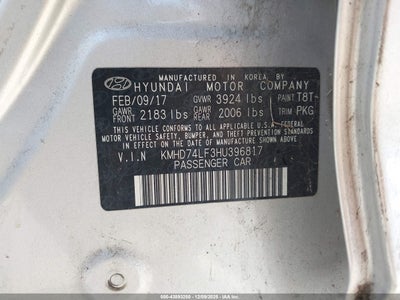 MANUFACTURED IN KOREA BY
HYUNDAI MOTOR COMPANY
FEB/09/17 GVWR 3924 lbs PAINT T8T
GAWR FRONT 2183 lbs GAWR REAR 2006 lbs TRIM PKG
THIS VEHICLE CONFORMS TO ALL APPLICABLE U.S.A. FEDERAL
MOTOR VEHICLE SAFETY, BUMPER, AND THEFT PREVENTION
STANDARDS IN EFFECT ON THE DATE OF MANUFACTURE SHOWN ABOVE.
V.I.N KMHD74LF3HU396817
PASSENGER CAR